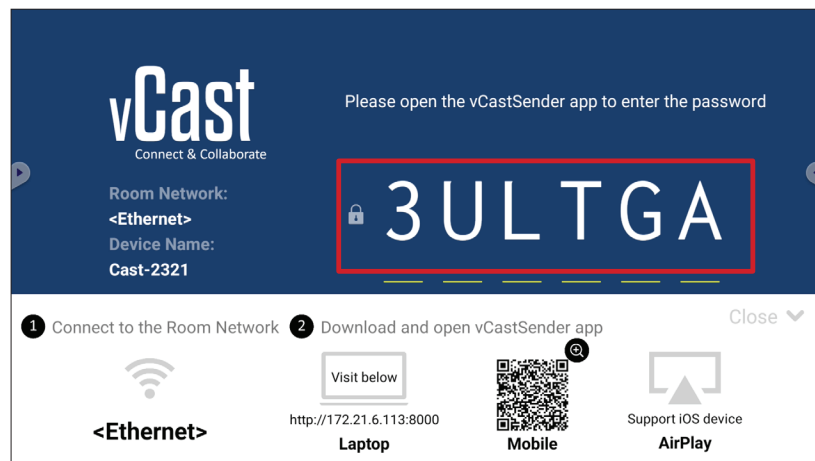 vCast
Connect & Collaborate
Please open the vCastSender app to enter the password
Room Network:
<Ethernet>
Device Name:
Cast-2321
3ULTGA
Close
1 Connect to the Room Network
2 Download and open vCastSender app
<Ethernet>
Visit below
http://172.21.6.113:8000
Laptop
Mobile
Support iOS device
AirPlay